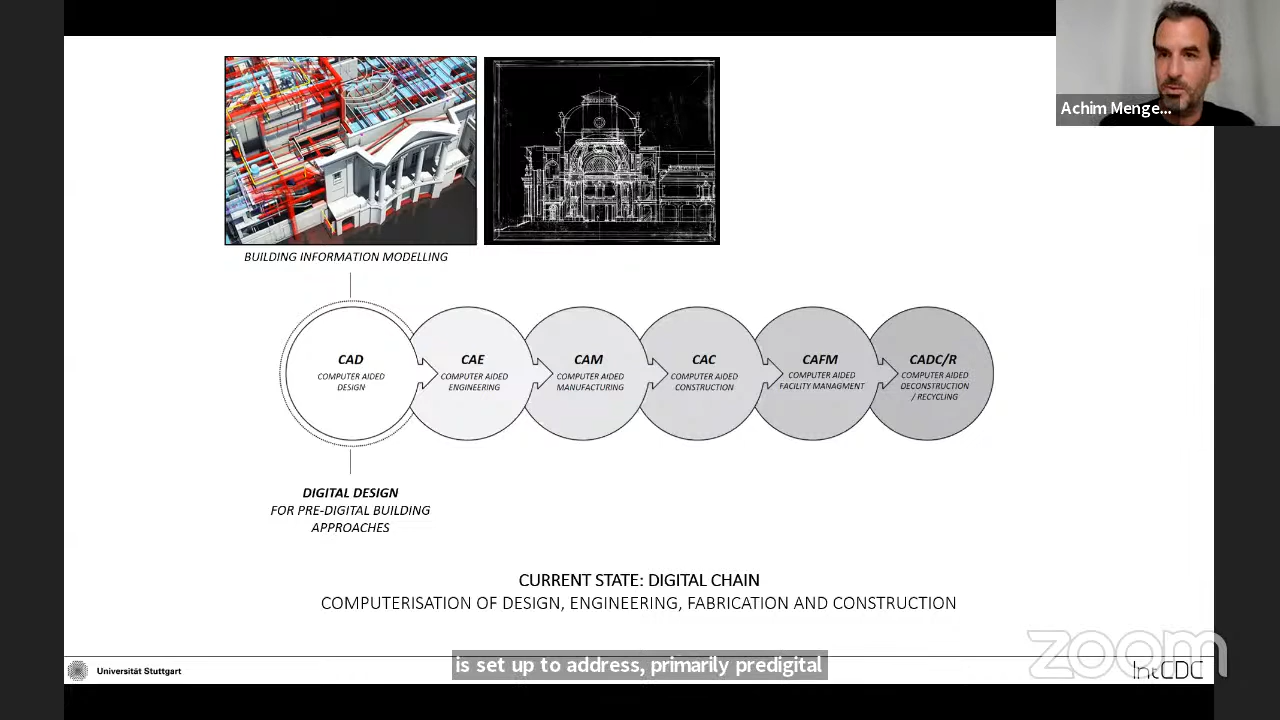 Achim Menge...
BUILDING INFORMATION MODELLING
CAD
COMPUTER AIDED
DESIGN
CAE
COMPUTER AIDED
ENGINEERING
CAM
COMPUTER AIDED
MANUFACTURING
CAC
COMPUTER AIDED
CONSTRUCTION
CAFM
COMPUTER AIDED
FACILITY MANAGMENT
CADC/R
COMPUTER AIDED
DECONSTRUCTION
/ RECYCLING
DIGITAL DESIGN
FOR PRE-DIGITAL BUILDING
APPROACHES
CURRENT STATE: DIGITAL CHAIN
COMPUTERISATION OF DESIGN, ENGINEERING, FABRICATION AND CONSTRUCTION
zoom
Universität Stuttgart
is set up to address, primarily predigital
IntCDC